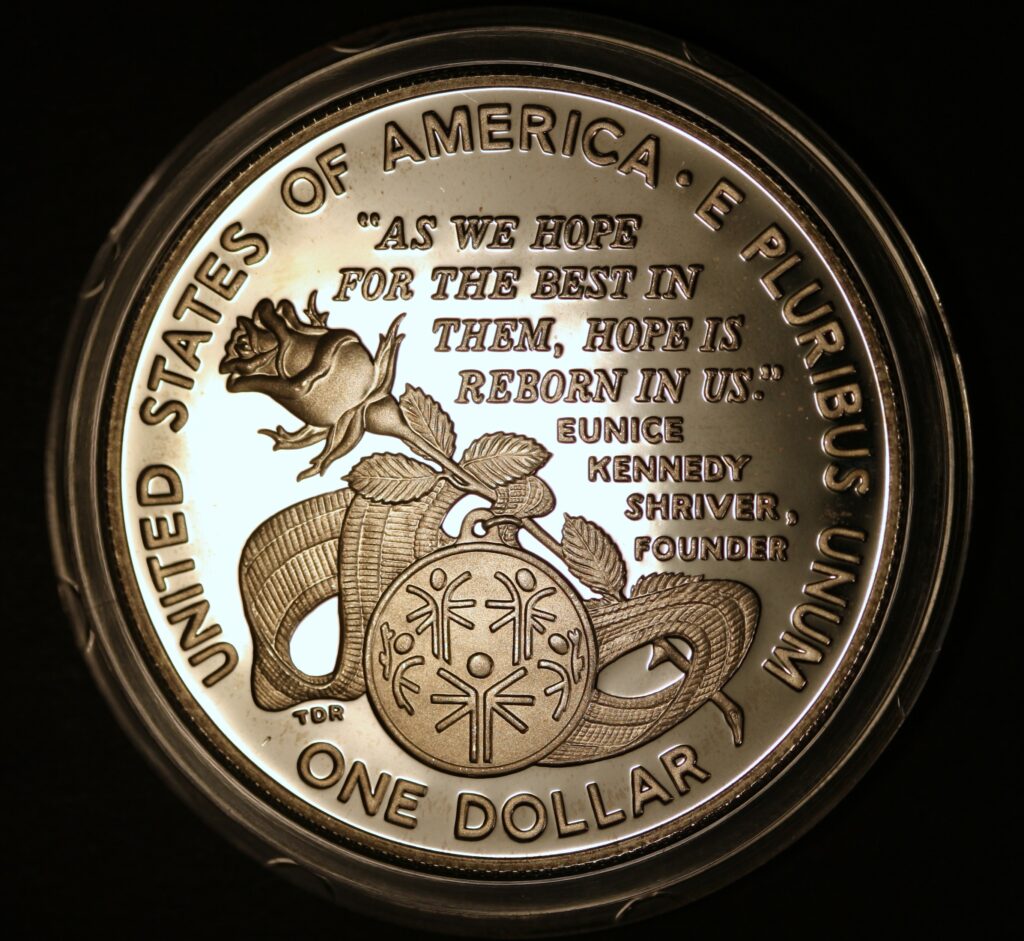 UNITED STATES OF AMERICA · E PLURIBUS UNUM
“AS WE HOPE
FOR THE BEST IN
THEM, HOPE IS
REBORN IN US.”
EUNICE
KENNEDY
SHRIVER,
FOUNDER
TDR
ONE DOLLAR